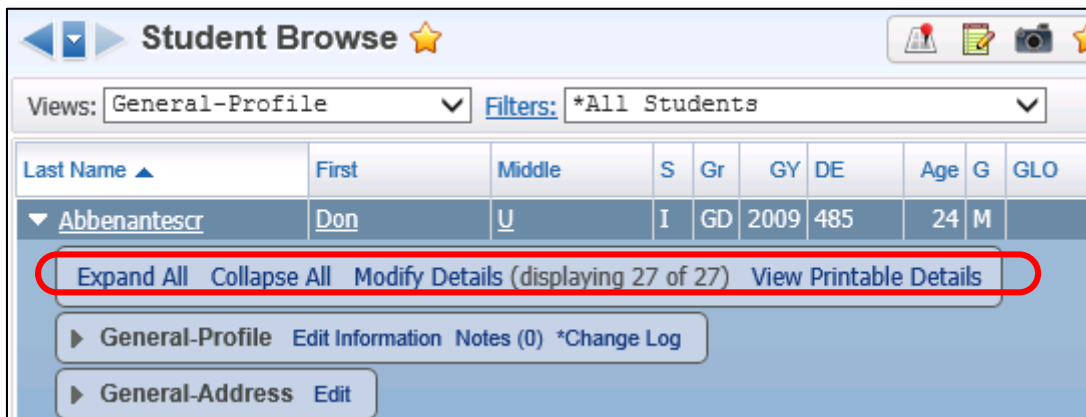 Student Browse
Views: General-Profile Filters: *All Students
Last Name First Middle S Gr GY DE Age G GLO
Abbenantescr Don U I GD 2009 485 24 M
Expand All Collapse All Modify Details (displaying 27 of 27) View Printable Details
General-Profile Edit Information Notes (0) *Change Log
General-Address Edit